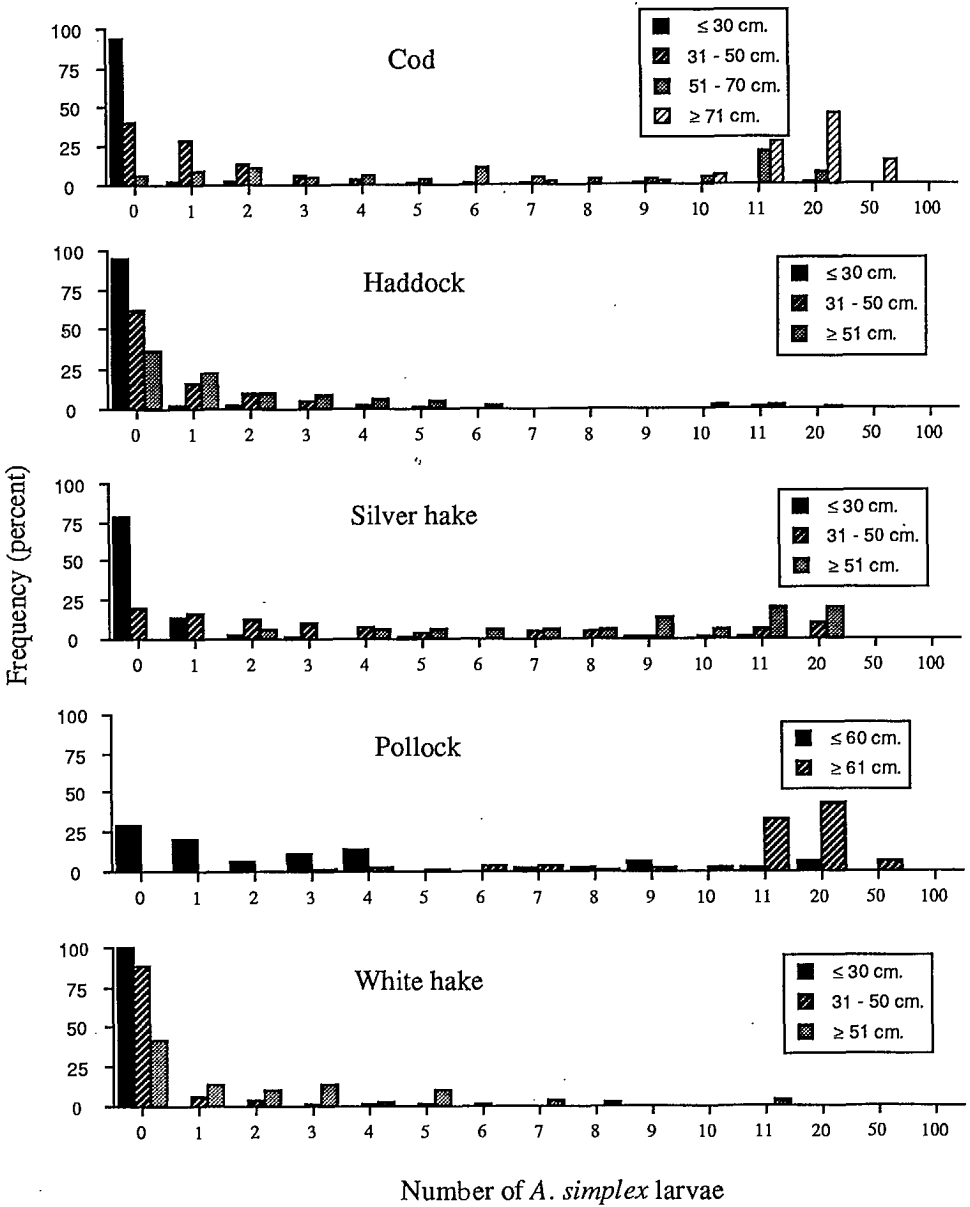 Frequency (percent)
Cod
≤ 30 cm.
31 - 50 cm.
51 - 70 cm.
≥ 71 cm.
100
75
50
25
0
0 1 2 3 4 5 6 7 8 9 10 11 20 50 100
Haddock
≤ 30 cm.
31 - 50 cm.
≥ 51 cm.
100
75
50
25
0
0 1 2 3 4 5 6 7 8 9 10 11 20 50 100
Silver hake
≤ 30 cm.
31 - 50 cm.
≥ 51 cm.
100
75
50
25
0
0 1 2 3 4 5 6 7 8 9 10 11 20 50 100
Pollock
≤ 60 cm.
≥ 61 cm.
100
75
50
25
0
0 1 2 3 4 5 6 7 8 9 10 11 20 50 100
White hake
≤ 30 cm.
31 - 50 cm.
≥ 51 cm.
100
75
50
25
0
0 1 2 3 4 5 6 7 8 9 10 11 20 50 100
Number of A. simplex larvae